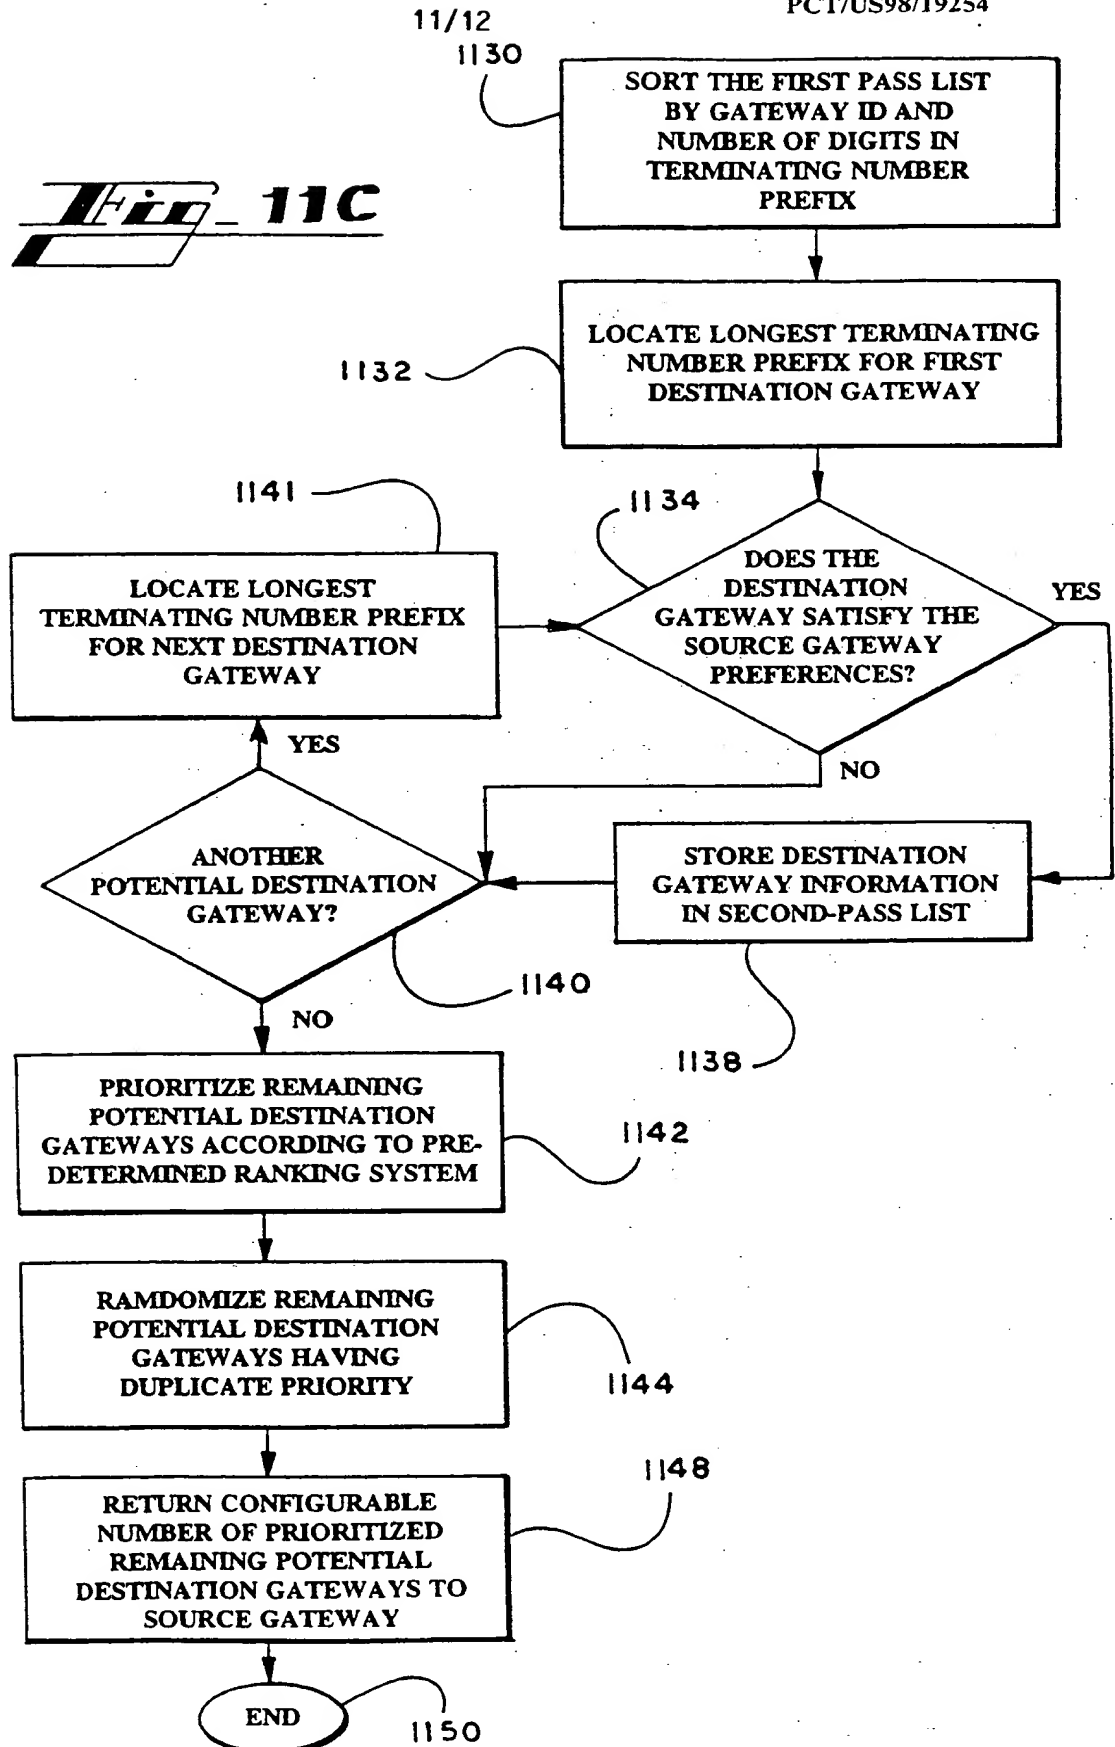 11/12
PCT/US98/19254
1130
SORT THE FIRST PASS LIST
BY GATEWAY ID AND
NUMBER OF DIGITS IN
TERMINATING NUMBER
PREFIX
Fig_ 11C
LOCATE LONGEST TERMINATING
NUMBER PREFIX FOR FIRST
DESTINATION GATEWAY
1132
1141
1134
DOES THE
DESTINATION
GATEWAY SATISFY THE
SOURCE GATEWAY
PREFERENCES?
YES
LOCATE LONGEST
TERMINATING NUMBER PREFIX
FOR NEXT DESTINATION
GATEWAY
YES
NO
ANOTHER
POTENTIAL DESTINATION
GATEWAY?
STORE DESTINATION
GATEWAY INFORMATION
IN SECOND-PASS LIST
1140
NO
1138
PRIORITIZE REMAINING
POTENTIAL DESTINATION
GATEWAYS ACCORDING TO PRE-
DETERMINED RANKING SYSTEM
1142
RAMDOMIZE REMAINING
POTENTIAL DESTINATION
GATEWAYS HAVING
DUPLICATE PRIORITY
1144
1148
RETURN CONFIGURABLE
NUMBER OF PRIORITIZED
REMAINING POTENTIAL
DESTINATION GATEWAYS TO
SOURCE GATEWAY
END
1150